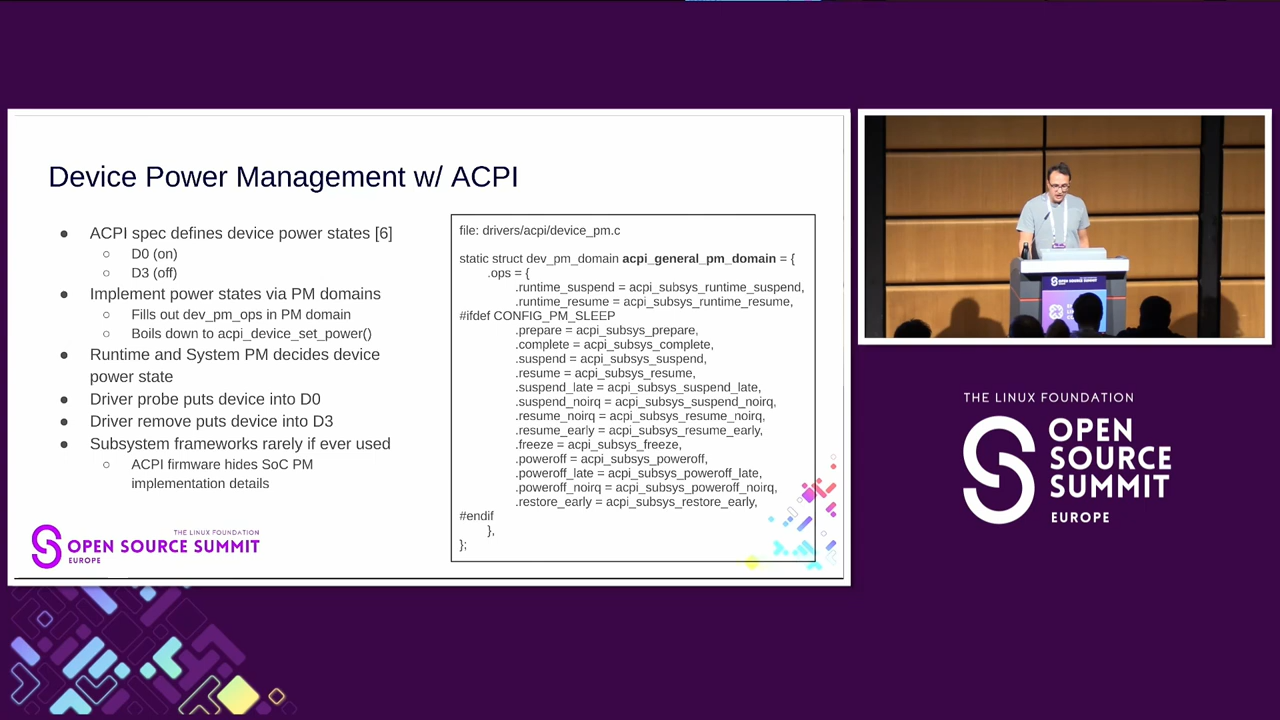 Device Power Management w/ ACPI
● ACPI spec defines device power states [6]
○ D0 (on)
○ D3 (off)
● Implement power states via PM domains
○ Fills out dev_pm_ops in PM domain
○ Boils down to acpi_device_set_power()
● Runtime and System PM decides device
power state
● Driver probe puts device into D0
● Driver remove puts device into D3
● Subsystem frameworks rarely if ever used
○ ACPI firmware hides SoC PM
implementation details
file: drivers/acpi/device_pm.c
static struct dev_pm_domain acpi_general_pm_domain = {
.ops = {
.runtime_suspend = acpi_subsys_runtime_suspend,
.runtime_resume = acpi_subsys_runtime_resume,
#ifdef CONFIG_PM_SLEEP
.prepare = acpi_subsys_prepare,
.complete = acpi_subsys_complete,
.suspend = acpi_subsys_suspend,
.resume = acpi_subsys_resume,
.suspend_late = acpi_subsys_suspend_late,
.suspend_noirq = acpi_subsys_suspend_noirq,
.resume_noirq = acpi_subsys_resume_noirq,
.resume_early = acpi_subsys_resume_early,
.freeze = acpi_subsys_freeze,
.poweroff = acpi_subsys_poweroff,
.poweroff_late = acpi_subsys_poweroff_late,
.poweroff_noirq = acpi_subsys_poweroff_noirq,
.restore_early = acpi_subsys_restore_early,
#endif
},
};
THE LINUX FOUNDATION
OPEN SOURCE SUMMIT
EUROPE
THE LINUX FOUNDATION
OPEN
SOURCE
SUMMIT
EUROPE